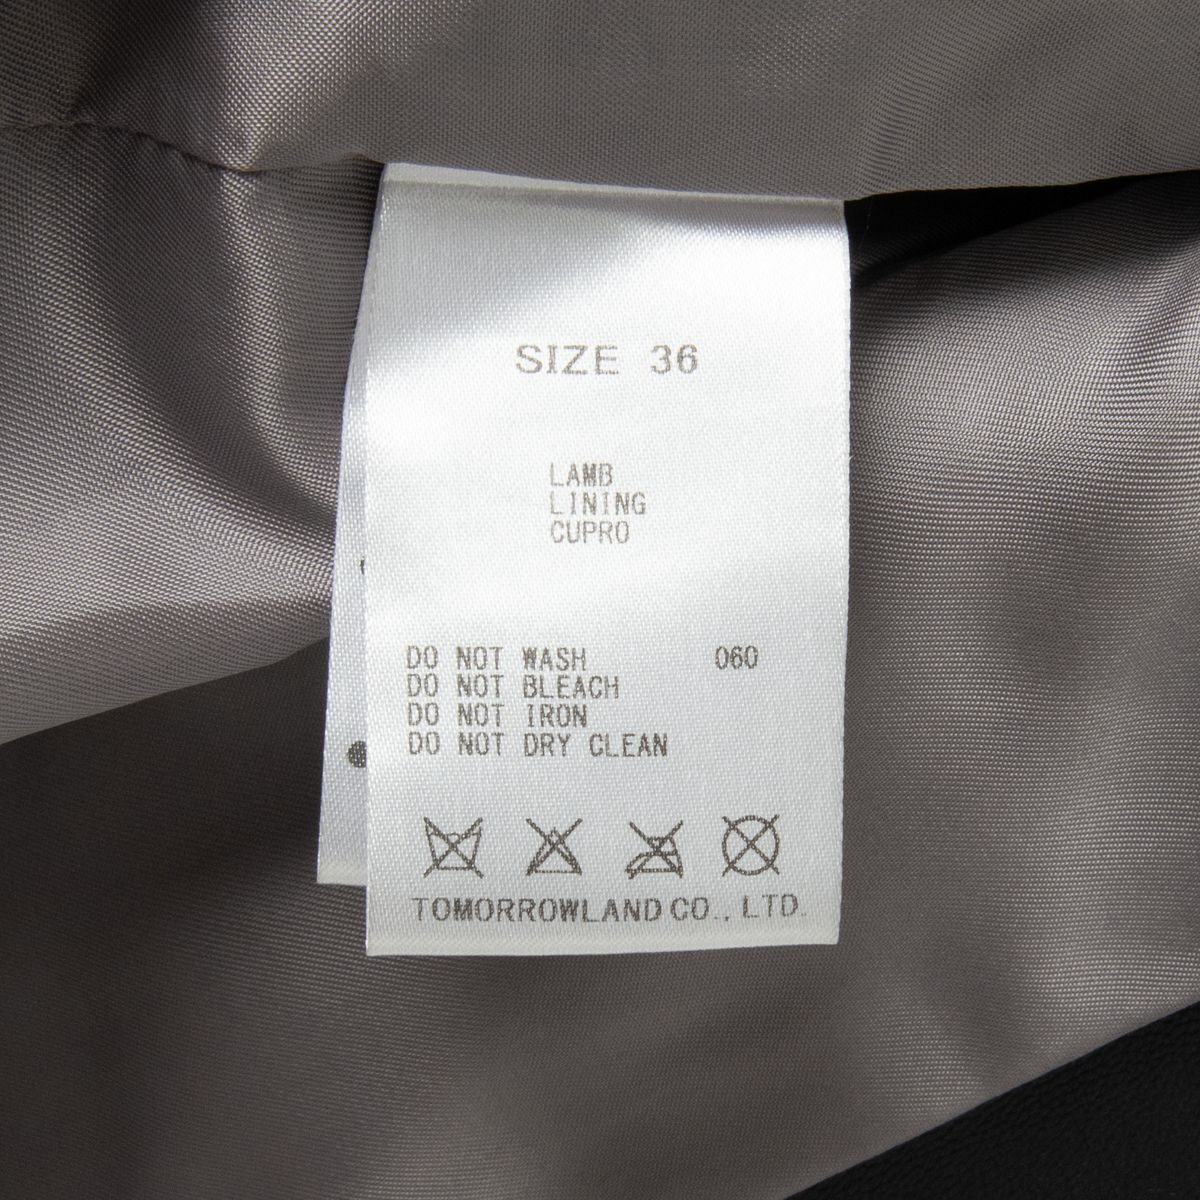 SIZE 36
LAMB
LINING
CUPRO
DO NOT WASH 060
DO NOT BLEACH
DO NOT IRON
DO NOT DRY CLEAN
TOMORROWLAND CO., LTD.